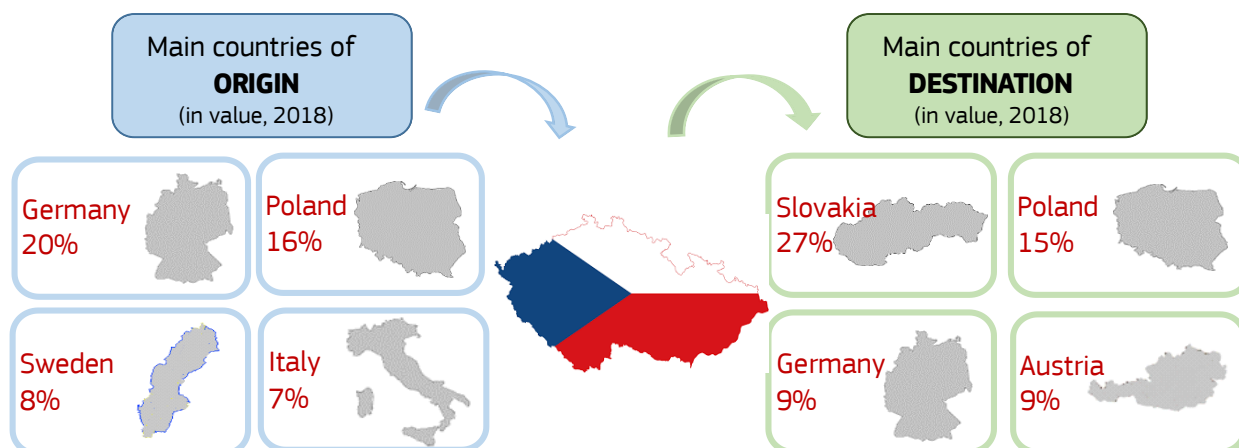 Main countries of
ORIGIN
(in value, 2018)
Main countries of
DESTINATION
(in value, 2018)
Germany
20%
Poland
16%
Slovakia
27%
Poland
15%
Sweden
8%
Italy
7%
Germany
9%
Austria
9%